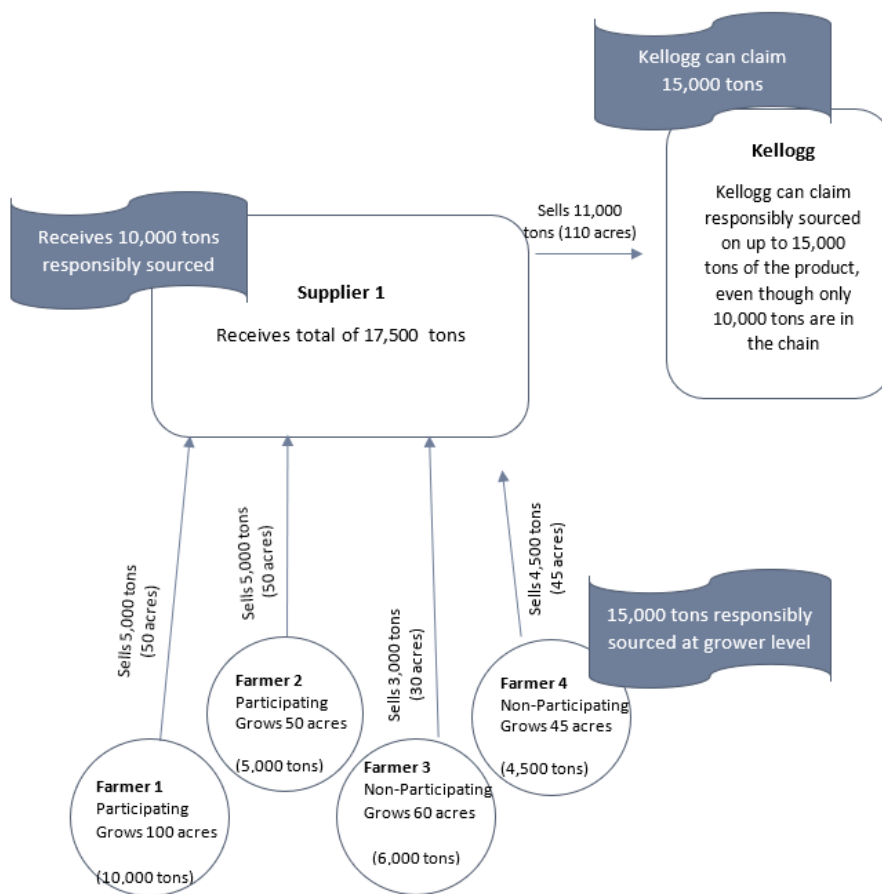 Kellogg can claim
15,000 tons
Kellogg
Kellogg can claim
responsibly sourced
on up to 15,000
tons of the product,
even though only
10,000 tons are in
the chain
Sells 11,000
tons (110 acres)
Receives 10,000 tons
responsibly sourced
Supplier 1
Receives total of 17,500 tons
Sells 5,000 tons
(50 acres)
Sells 5,000 tons
(50 acres)
Sells 3,000 tons
(30 acres)
Sells 4,500 tons
(45 acres)
15,000 tons responsibly
sourced at grower level
Farmer 1
Participating
Grows 100 acres
(10,000 tons)
Farmer 2
Participating
Grows 50 acres
(5,000 tons)
Farmer 3
Non-Participating
Grows 60 acres
(6,000 tons)
Farmer 4
Non-Participating
Grows 45 acres
(4,500 tons)